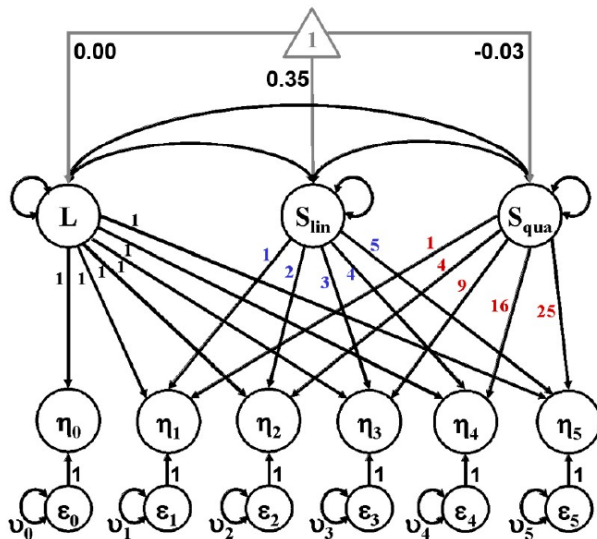 1
0.00
0.35
-0.03
L
S_lin
S_qua
1
1
1
1
1
1
1
2
3
4
5
1
4
9
16
25
η₀
η₁
η₂
η₃
η₄
η₅
1
1
1
1
1
1
υ₀
ε₀
υ₁
ε₁
υ₂
ε₂
υ₃
ε₃
υ₄
ε₄
υ₅
ε₅